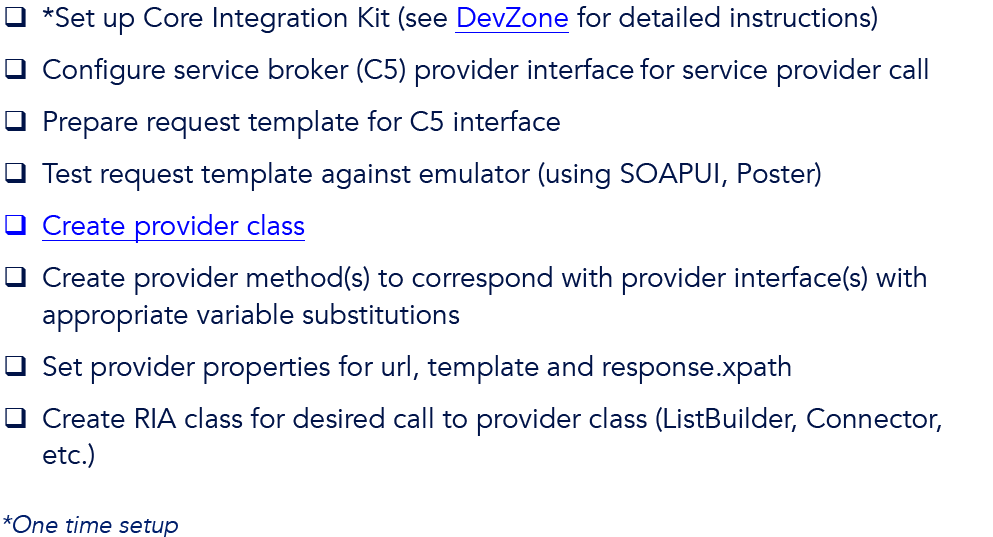 ❑ *Set up Core Integration Kit (see DevZone for detailed instructions)
❑ Configure service broker (C5) provider interface for service provider call
❑ Prepare request template for C5 interface
❑ Test request template against emulator (using SOAPUI, Poster)
❑ Create provider class
❑ Create provider method(s) to correspond with provider interface(s) with
appropriate variable substitutions
❑ Set provider properties for url, template and response.xpath
❑ Create RIA class for desired call to provider class (ListBuilder, Connector,
etc.)
*One time setup